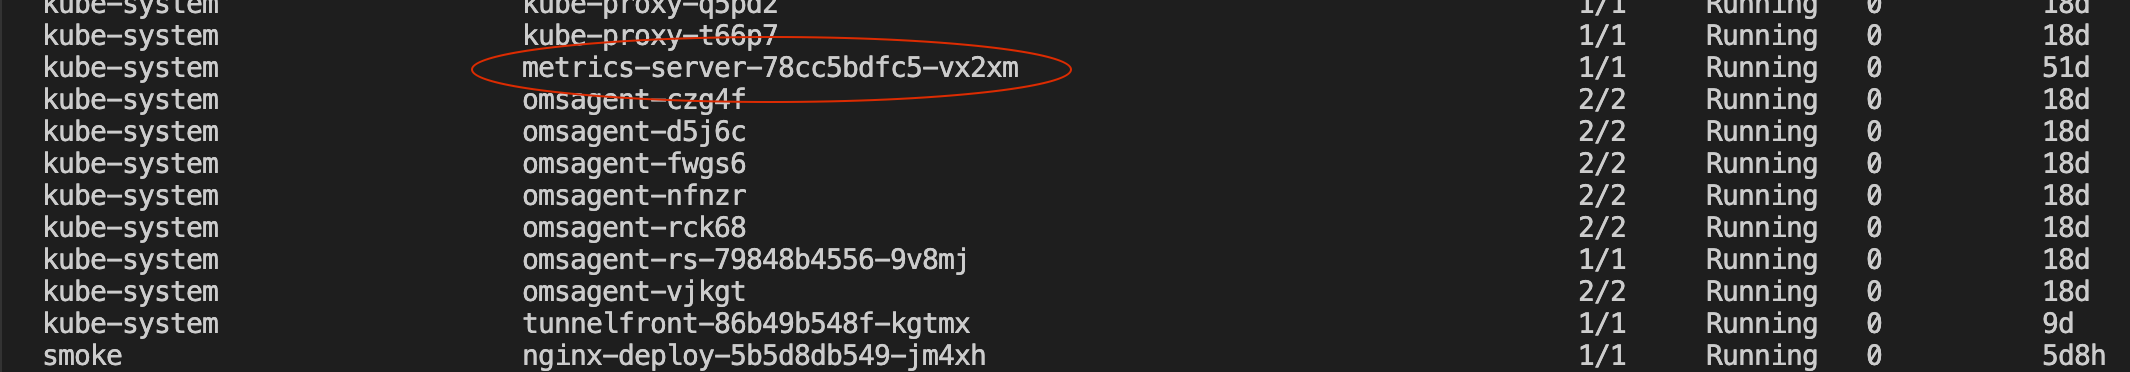 kube-system kube-proxy-q5pd2 1/1 Running 0 18d
kube-system kube-proxy-t66p7 1/1 Running 0 18d
kube-system metrics-server-78cc5bdfc5-vx2xm 1/1 Running 0 51d
kube-system omsagent-czg4f 2/2 Running 0 18d
kube-system omsagent-d5j6c 2/2 Running 0 18d
kube-system omsagent-fwgs6 2/2 Running 0 18d
kube-system omsagent-nfnzr 2/2 Running 0 18d
kube-system omsagent-rck68 2/2 Running 0 18d
kube-system omsagent-rs-79848b4556-9v8mj 1/1 Running 0 18d
kube-system omsagent-vjkgt 2/2 Running 0 18d
kube-system tunnelfront-86b49b548f-kgtmx 1/1 Running 0 9d
smoke nginx-deploy-5b5d8db549-jm4xh 1/1 Running 0 5d8h